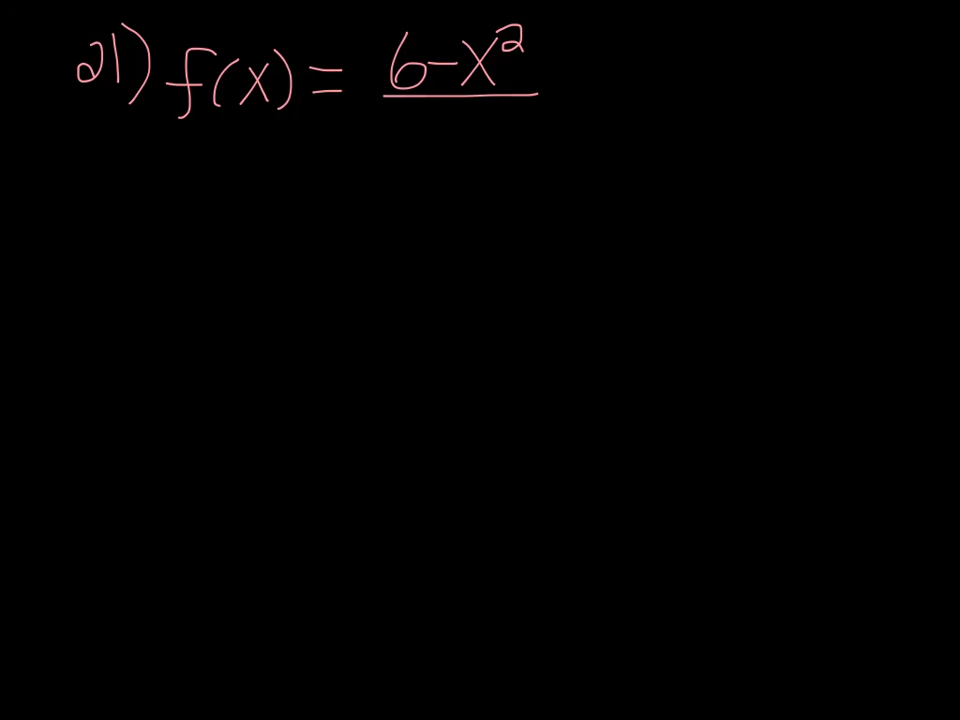 21) f(x) = 6-x²